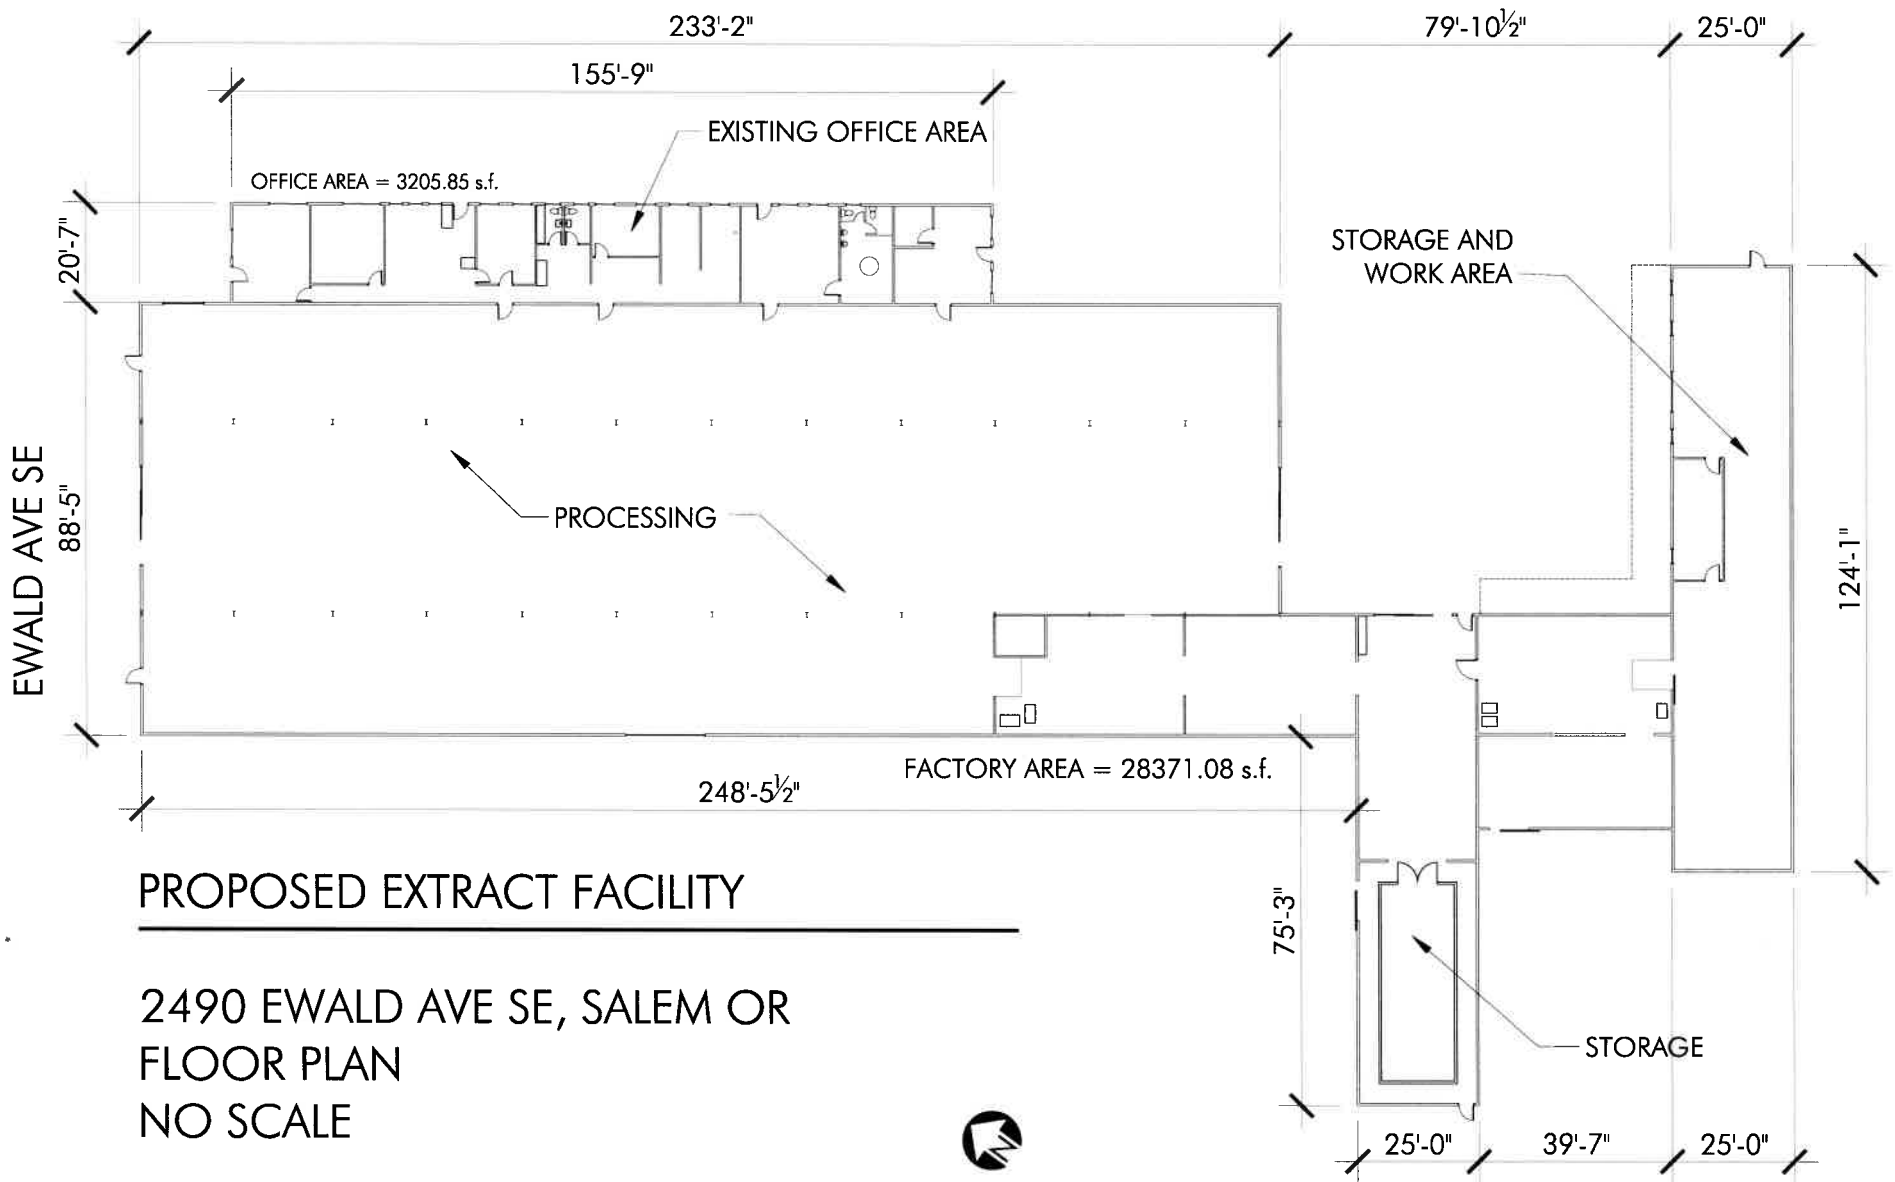 233'-2"
79'-10½"
25'-0"
155'-9"
EXISTING OFFICE AREA
OFFICE AREA = 3205.85 s.f.
20'-7"
STORAGE AND
WORK AREA
EWALD AVE SE
88'-5"
PROCESSING
124'-1"
FACTORY AREA = 28371.08 s.f.
248'-5½"
PROPOSED EXTRACT FACILITY
75'-3"
2490 EWALD AVE SE, SALEM OR
FLOOR PLAN
NO SCALE
STORAGE
N
25'-0"
39'-7"
25'-0"